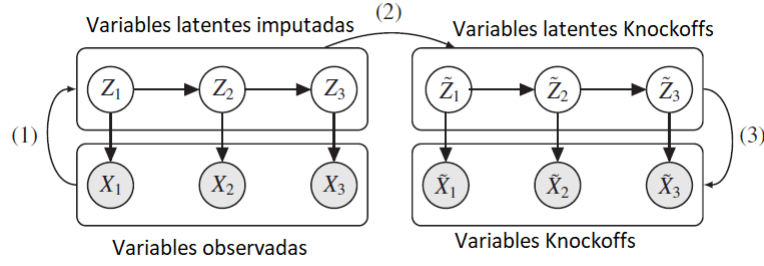 Variables latentes imputadas
(2)
Variables latentes Knockoffs
Z₁ Z₂ Z₃
Z̃₁ Z̃₂ Z̃₃
(1)
(3)
X₁ X₂ X₃
X̃₁ X̃₂ X̃₃
Variables observadas
Variables Knockoffs